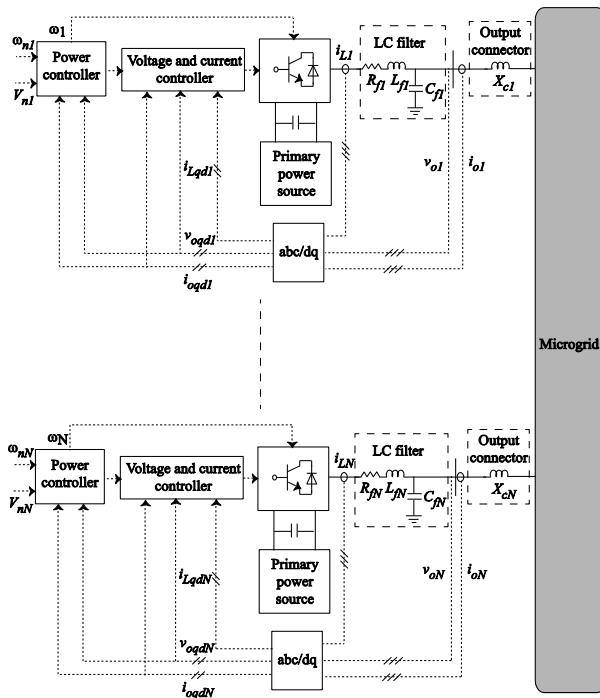 ω1
ωn1
Vn1
Power
controller
Voltage and current
controller
iL1
LC filter
Rf1 Lf1
Cf1
Output
connector
Xc1
Primary
power
source
iLqd1
vo1
io1
voqd1
abc/dq
ioqd1
Microgrid
ωN
ωnN
VnN
Power
controller
Voltage and current
controller
iLN
LC filter
RfN LfN
CfN
Output
connector
XcN
Primary
power
source
iLqdN
voN
ioN
voqdN
abc/dq
ioqdN